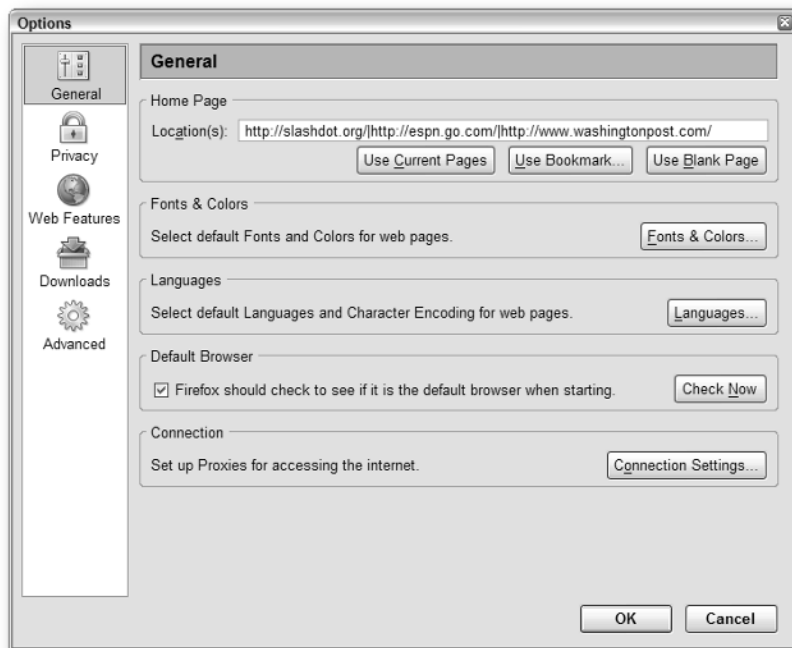 Options
General
Privacy
Web Features
Downloads
Advanced
General
Home Page
Location(s): http://slashdot.org/|http://espn.go.com/|http://www.washingtonpost.com/
Use Current Pages Use Bookmark... Use Blank Page
Fonts & Colors
Select default Fonts and Colors for web pages. Fonts & Colors...
Languages
Select default Languages and Character Encoding for web pages. Languages...
Default Browser
Firefox should check to see if it is the default browser when starting. Check Now
Connection
Set up Proxies for accessing the internet. Connection Settings...
OK Cancel